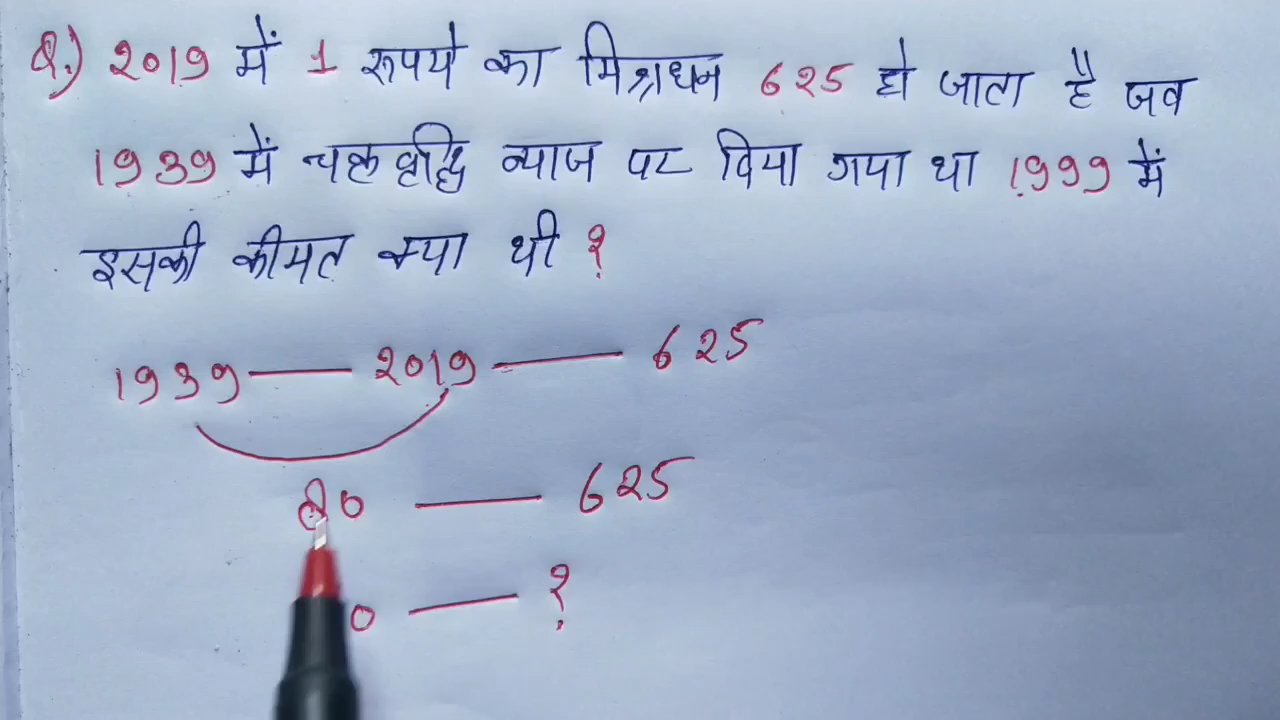 Q.) 2019 में 1 रूपये का मिश्रधन 625 हो जाता है जब
1939 में चक्रवृद्धि ब्याज पर दिया गया था 1999 में
इसकी कीमत क्या थी ?
1939 — 2019 — 625
80 — 625
0 — ?